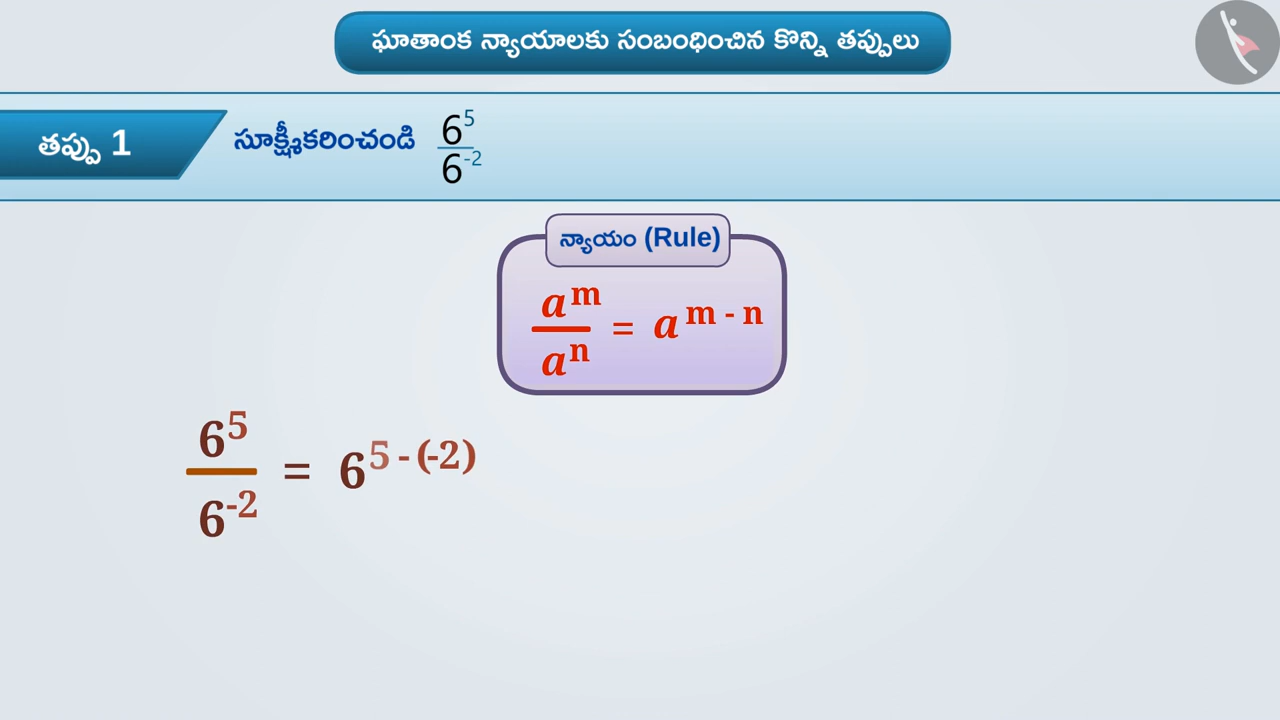 ఘాతాంక న్యాయాలకు సంబంధించిన కొన్ని తప్పులు
తప్పు 1 సూక్ష్మీకరించండి 6^5 / 6^-2
న్యాయం (Rule)
a^m / a^n = a^(m - n)
6^5 / 6^-2 = 6^(5 - (-2))